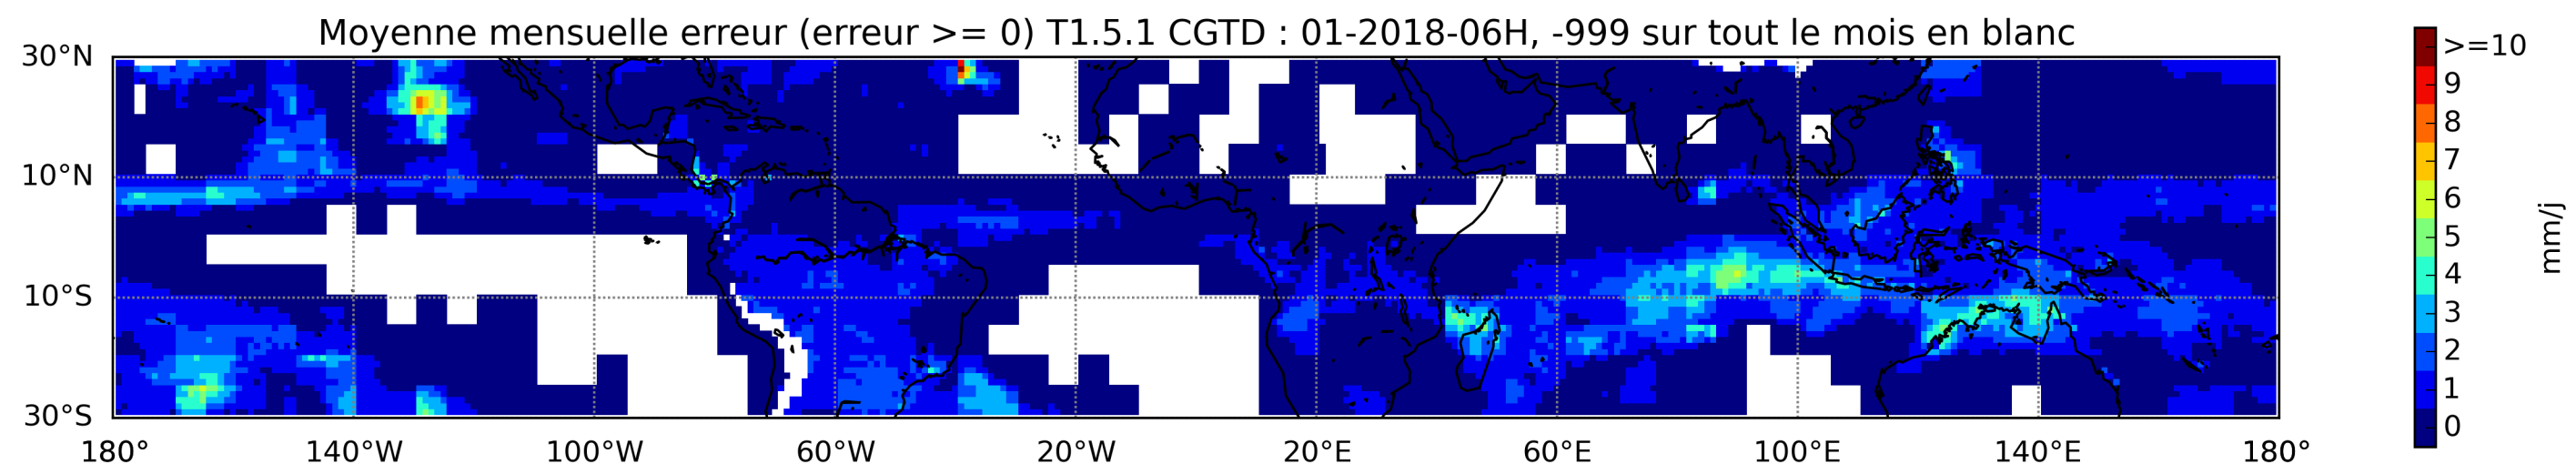 Moyenne mensuelle erreur (erreur >= 0) T1.5.1 CGTD : 01-2018-06H, -999 sur tout le mois en blanc
30°N
10°N
10°S
30°S
180° 140°W 100°W 60°W 20°W 20°E 60°E 100°E 140°E 180°
>=10
9
8
7
6
5
4
3
2
1
0
mm/j